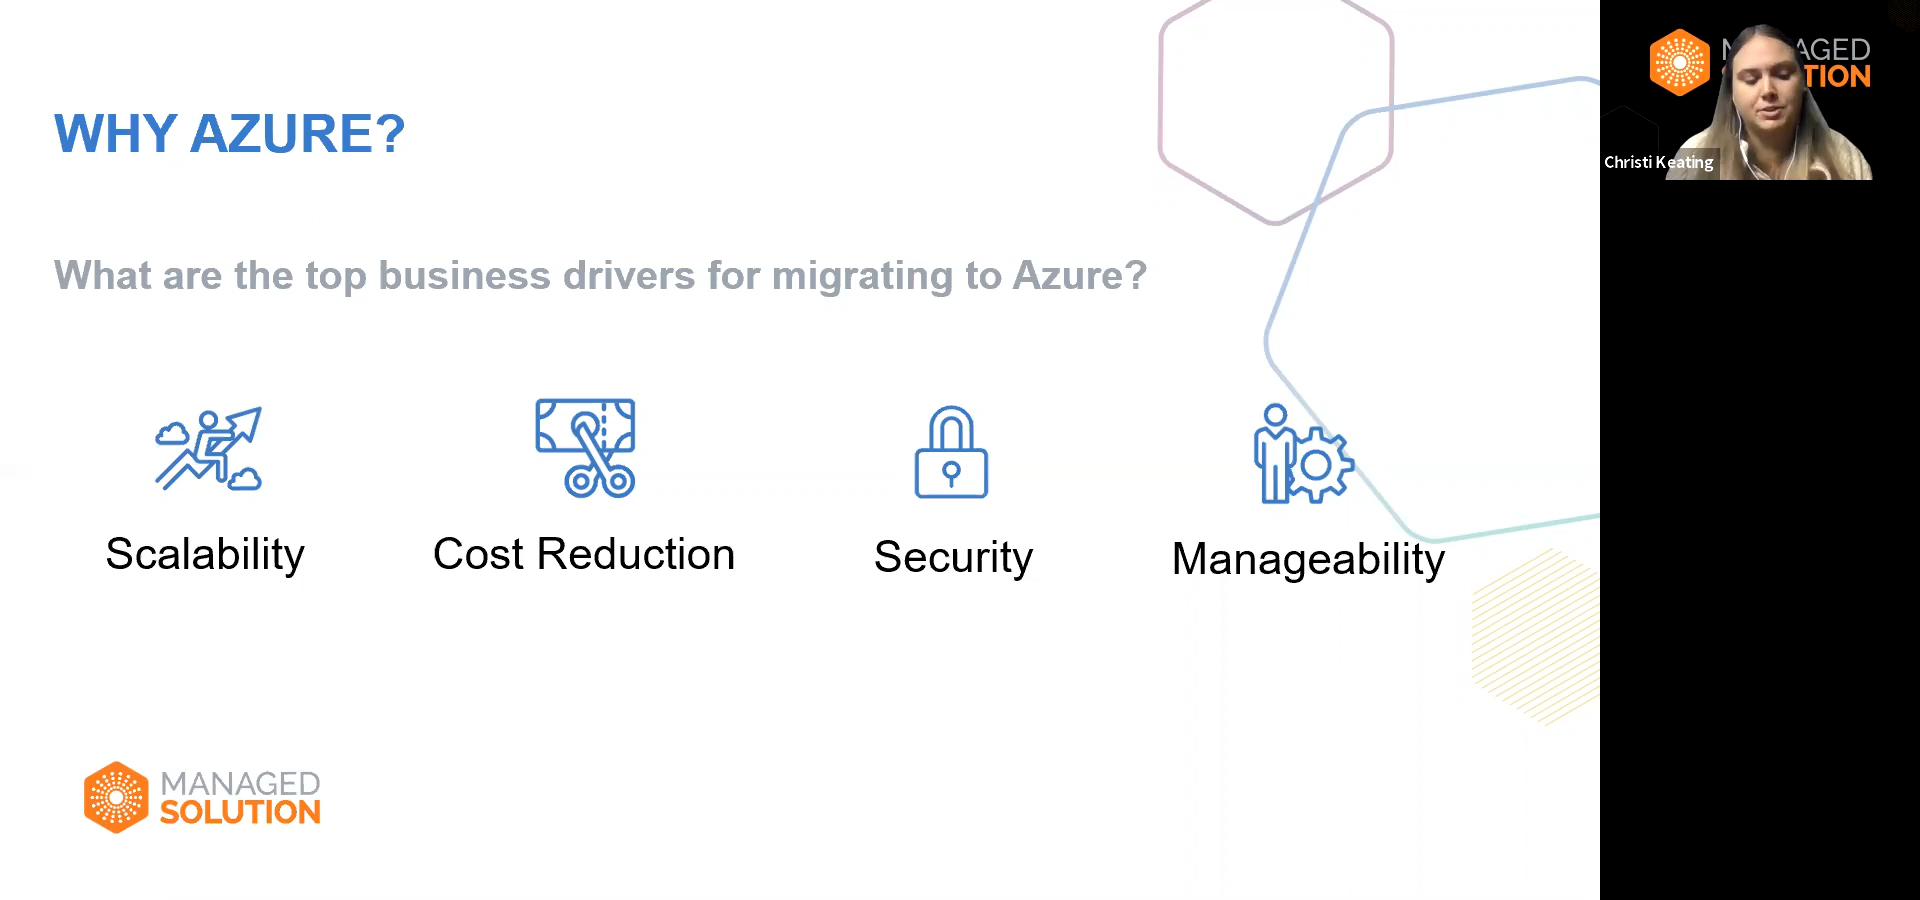 WHY AZURE?
What are the top business drivers for migrating to Azure?
Scalability
Cost Reduction
Security
Manageability
MANAGED
SOLUTION
Christi Keating